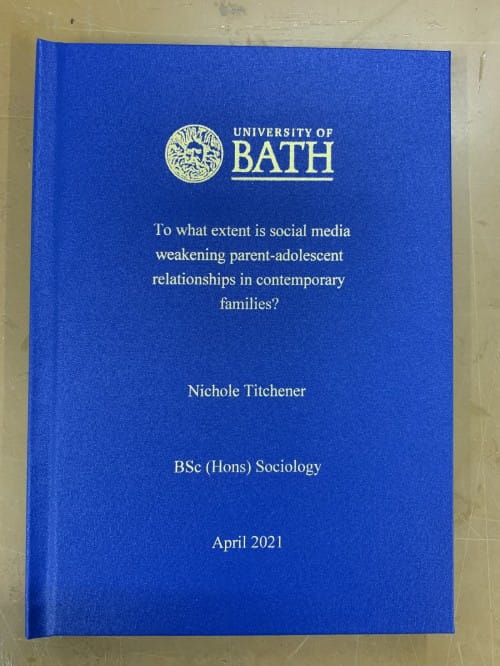 UNIVERSITY OF
BATH
To what extent is social media
weakening parent-adolescent
relationships in contemporary
families?
Nichole Titchener
BSc (Hons) Sociology
April 2021